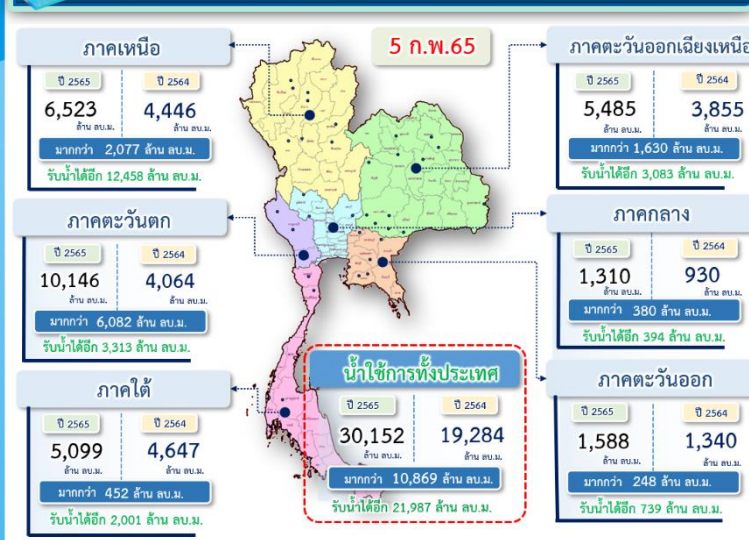 5 ก.พ.65
ภาคเหนือ
ปี 2565 ปี 2564
6,523 4,446
ล้าน ลบ.ม. ล้าน ลบ.ม.
มากกว่า 2,077 ล้าน ลบ.ม.
รับน้ำได้อีก 12,458 ล้าน ลบ.ม.
ภาคตะวันออกเฉียงเหนือ
ปี 2565 ปี 2564
5,485 3,855
ล้าน ลบ.ม. ล้าน ลบ.ม.
มากกว่า 1,630 ล้าน ลบ.ม.
รับน้ำได้อีก 3,083 ล้าน ลบ.ม.
ภาคตะวันตก
ปี 2565 ปี 2564
10,146 4,064
ล้าน ลบ.ม. ล้าน ลบ.ม.
มากกว่า 6,082 ล้าน ลบ.ม.
รับน้ำได้อีก 3,313 ล้าน ลบ.ม.
ภาคกลาง
ปี 2565 ปี 2564
1,310 930
ล้าน ลบ.ม. ล้าน ลบ.ม.
มากกว่า 380 ล้าน ลบ.ม.
รับน้ำได้อีก 394 ล้าน ลบ.ม.
ภาคใต้
ปี 2565 ปี 2564
5,099 4,647
ล้าน ลบ.ม. ล้าน ลบ.ม.
มากกว่า 452 ล้าน ลบ.ม.
รับน้ำได้อีก 2,001 ล้าน ลบ.ม.
น้ำใช้การทั้งประเทศ
ปี 2565 ปี 2564
30,152 19,284
ล้าน ลบ.ม. ล้าน ลบ.ม.
มากกว่า 10,869 ล้าน ลบ.ม.
รับน้ำได้อีก 21,987 ล้าน ลบ.ม.
ภาคตะวันออก
ปี 2565 ปี 2564
1,588 1,340
ล้าน ลบ.ม. ล้าน ลบ.ม.
มากกว่า 248 ล้าน ลบ.ม.
รับน้ำได้อีก 739 ล้าน ลบ.ม.